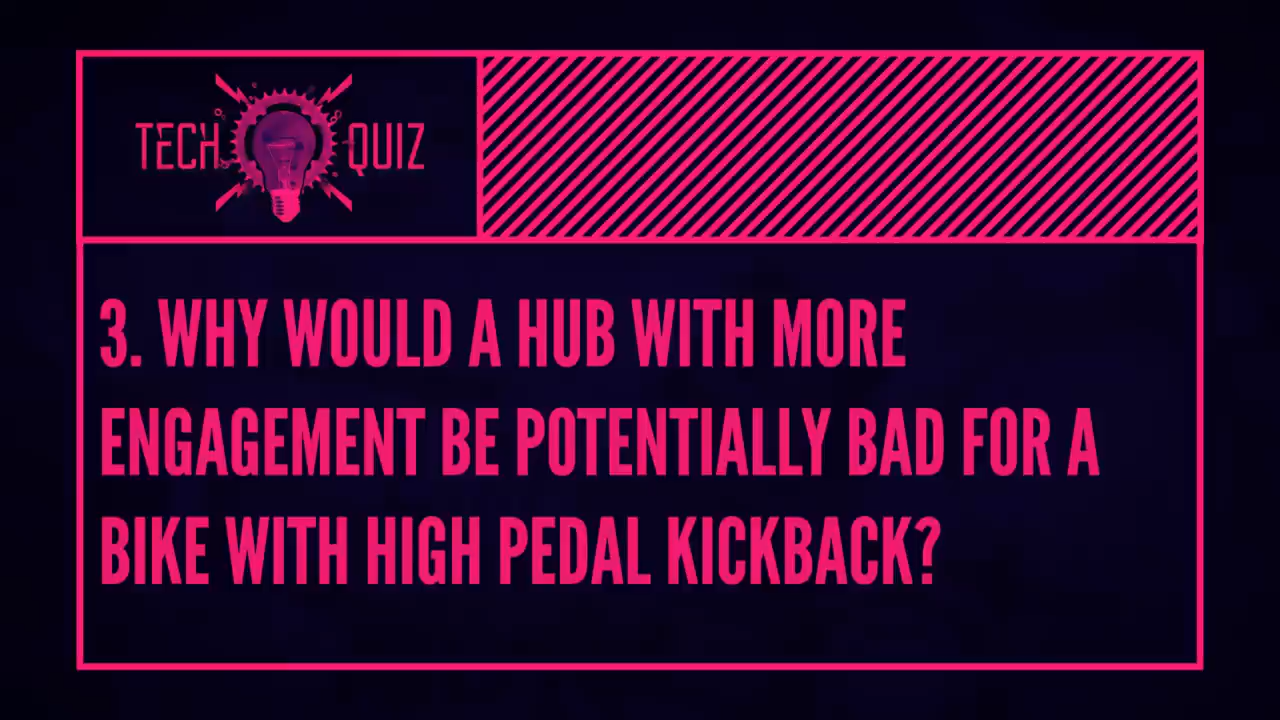 TECH QUIZ
3. WHY WOULD A HUB WITH MORE
ENGAGEMENT BE POTENTIALLY BAD FOR A
BIKE WITH HIGH PEDAL KICKBACK?